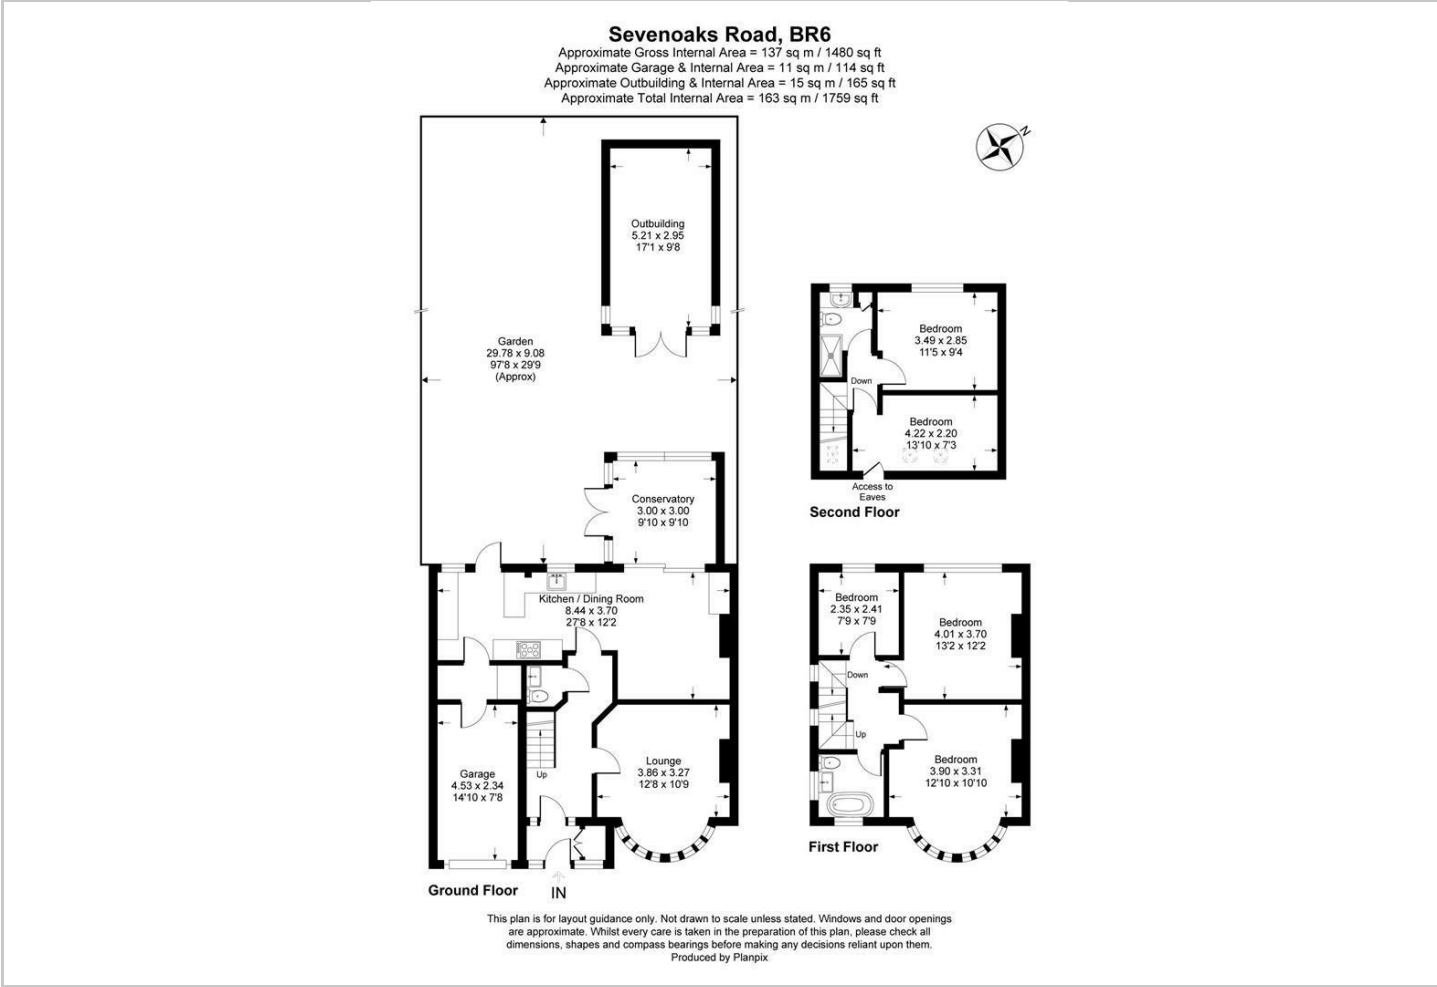 Sevenoaks Road, BR6
Approximate Gross Internal Area = 137 sq m / 1480 sq ft
Approximate Garage & Internal Area = 11 sq m / 114 sq ft
Approximate Outbuilding & Internal Area = 15 sq m / 165 sq ft
Approximate Total Internal Area = 163 sq m / 1759 sq ft
N
Outbuilding
5.21 x 2.95
17'1 x 9'8
Garden
29.78 x 9.08
97'8 x 29'9
(Approx)
Conservatory
3.00 x 3.00
9'10 x 9'10
Kitchen / Dining Room
8.44 x 3.70
27'8 x 12'2
Garage
4.53 x 2.34
14'10 x 7'8
Up
Lounge
3.86 x 3.27
12'8 x 10'9
Ground Floor
IN
Bedroom
3.49 x 2.85
11'5 x 9'4
Down
Bedroom
4.22 x 2.20
13'10 x 7'3
Access to
Eaves
Second Floor
Bedroom
2.35 x 2.41
7'9 x 7'9
Bedroom
4.01 x 3.70
13'2 x 12'2
Down
Up
Bedroom
3.90 x 3.31
12'10 x 10'10
First Floor
This plan is for layout guidance only. Not drawn to scale unless stated. Windows and door openings
are approximate. Whilst every care is taken in the preparation of this plan, please check all
dimensions, shapes and compass bearings before making any decisions reliant upon them.
Produced by Planpix